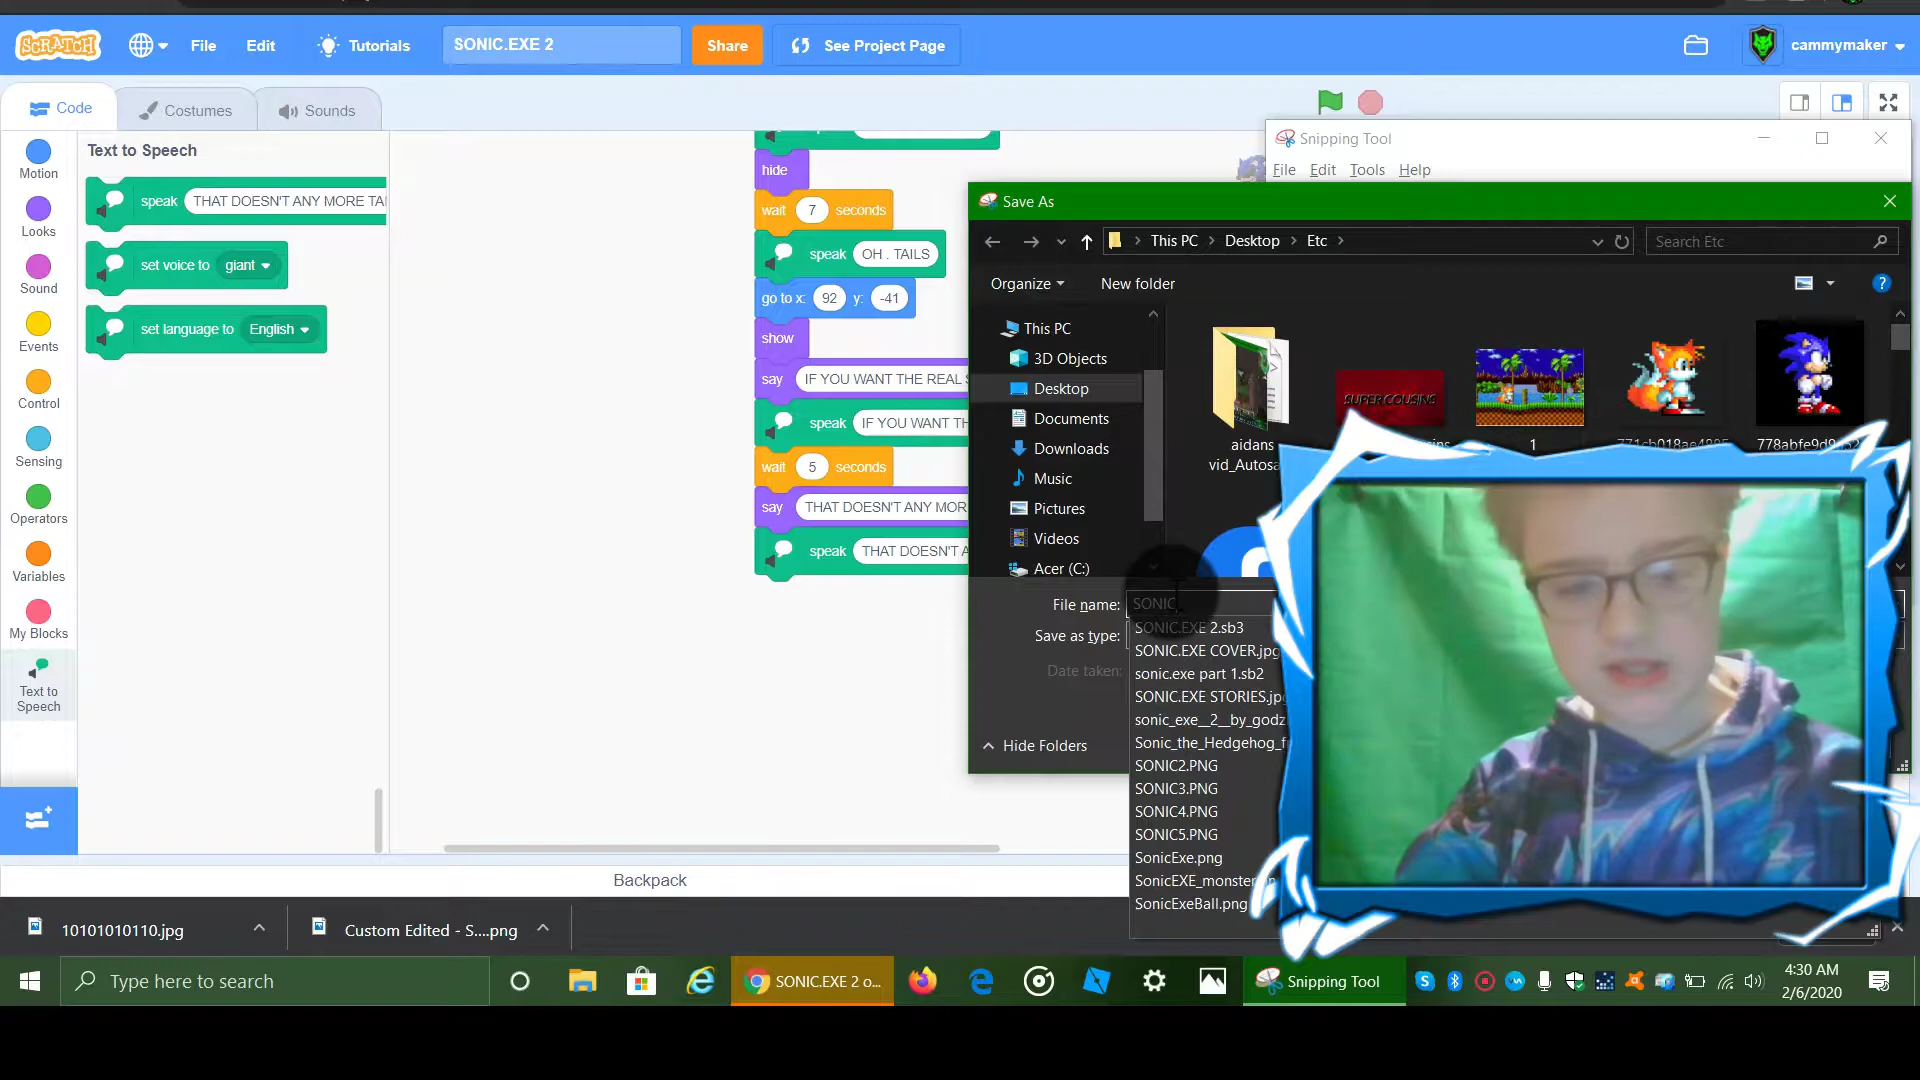 SCRATCH
File
Edit
Tutorials
SONIC.EXE 2
Share
See Project Page
cammymaker
Code
Costumes
Sounds
Motion
Looks
Sound
Events
Control
Sensing
Operators
Variables
My Blocks
Text to
Speech
Text to Speech
speak THAT DOESN'T ANY MORE TA
set voice to giant
set language to English
hide
wait 7 seconds
speak OH . TAILS
go to x: 92 y: -41
show
say IF YOU WANT THE REAL S
speak IF YOU WANT TH
wait 5 seconds
say THAT DOESN'T ANY MOR
speak THAT DOESN'T A
Backpack
Snipping Tool
File Edit Tools Help
Save As
This PC > Desktop > Etc >
Search Etc
Organize
New folder
This PC
3D Objects
Desktop
Documents
Downloads
Music
Pictures
Videos
Acer (C:)
aidans
vid_Autosa
SUPER COUSINS
1
File name: SONIC
Save as type:
Date taken:
Hide Folders
SONIC.EXE 2.sb3
SONIC.EXE COVER.jpg
sonic.exe part 1.sb2
SONIC.EXE STORIES.jp
sonic_exe__2__by_godz
Sonic_the_Hedgehog_f
SONIC2.PNG
SONIC3.PNG
SONIC4.PNG
SONIC5.PNG
SonicExe.png
SonicEXE_monster
SonicExeBall.png
10101010110.jpg
Custom Edited - S....png
Type here to search
SONIC.EXE 2 o...
Snipping Tool
4:30 AM
2/6/2020